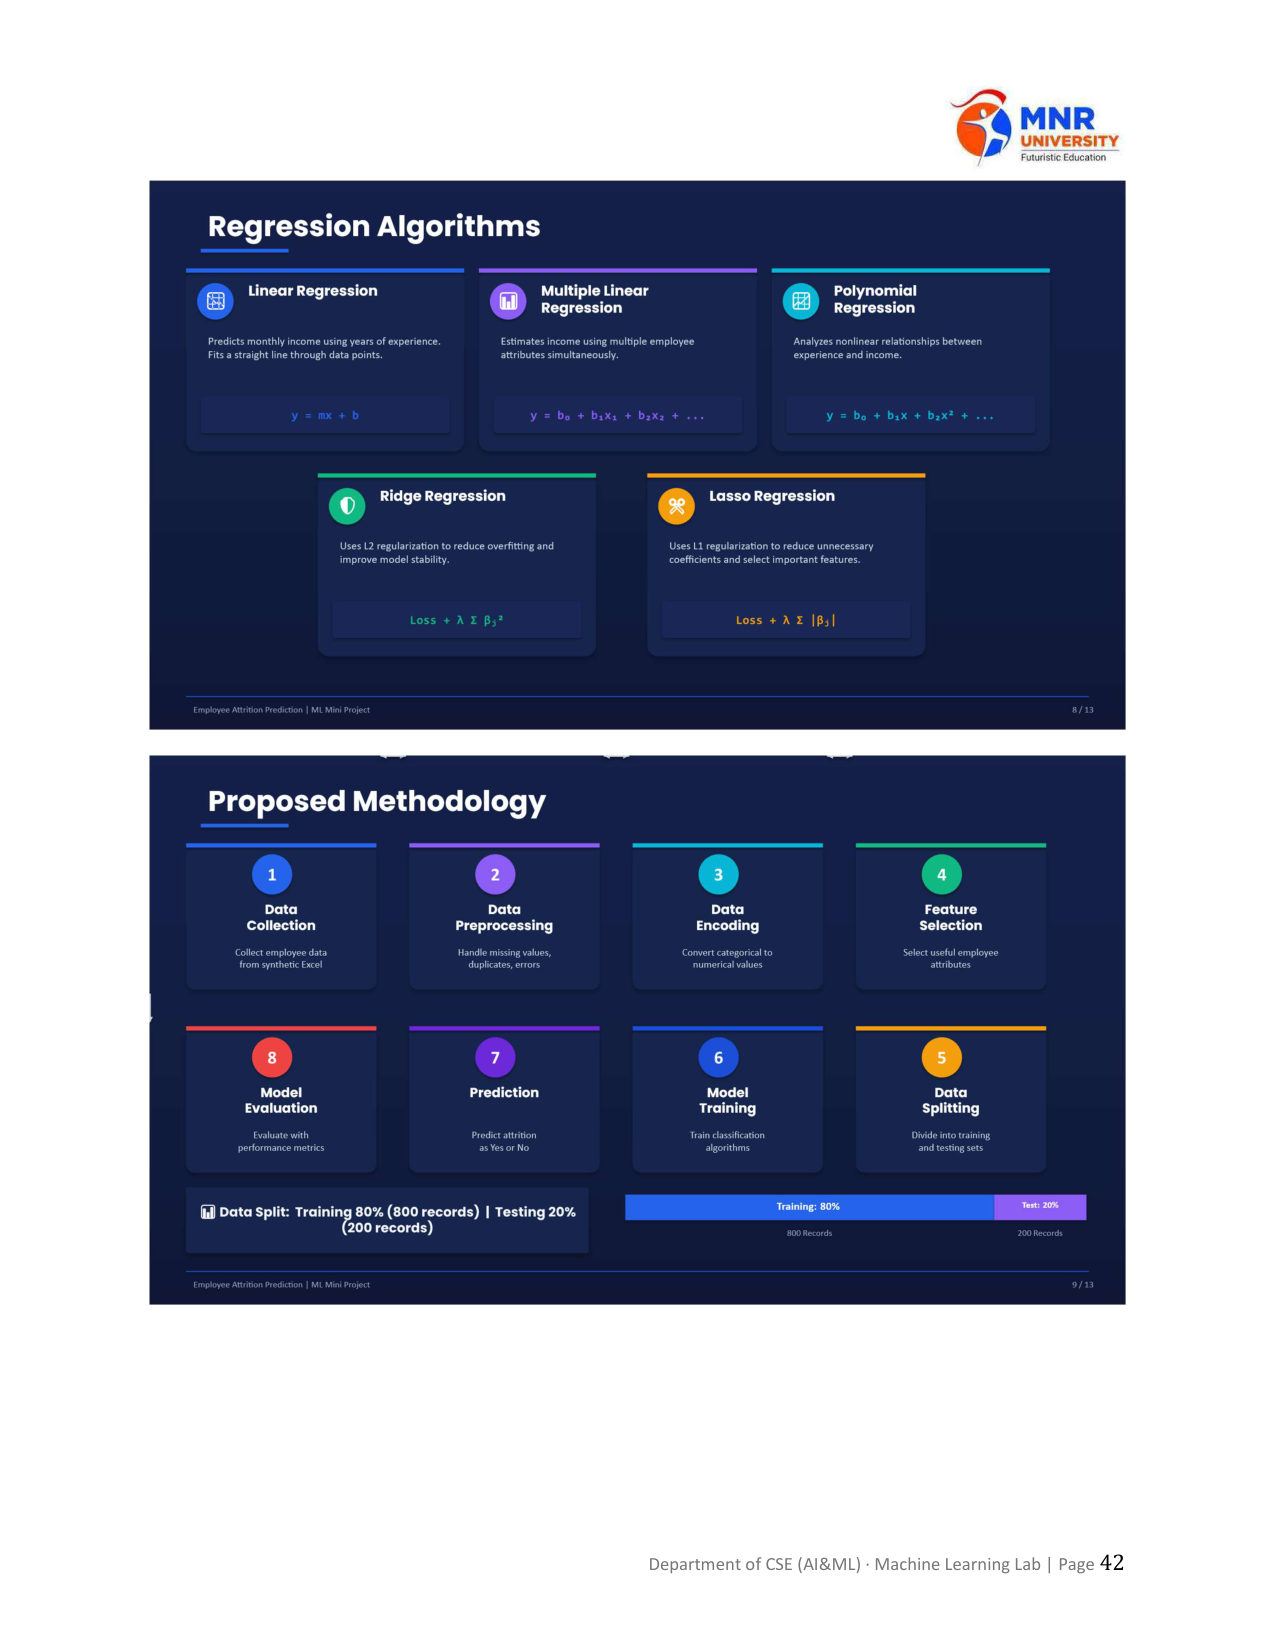 MNR
UNIVERSITY
Futuristic Education
Regression Algorithms
Linear Regression
Predicts monthly income using years of experience.
Fits a straight line through data points.
y = mx + b
Multiple Linear
Regression
Estimates income using multiple employee
attributes simultaneously.
y = b₀ + b₁x₁ + b₂x₂ + ...
Polynomial
Regression
Analyzes nonlinear relationships between
experience and income.
y = b₀ + b₁x + b₂x² + ...
Ridge Regression
Uses L2 regularization to reduce overfitting and
improve model stability.
Loss + λ Σ βⱼ²
Lasso Regression
Uses L1 regularization to reduce unnecessary
coefficients and select important features.
Loss + λ Σ |βⱼ|
Employee Attrition Prediction | ML Mini Project
8 / 13
Proposed Methodology
1
Data
Collection
Collect employee data
from synthetic Excel
2
Data
Preprocessing
Handle missing values,
duplicates, errors
3
Data
Encoding
Convert categorical to
numerical values
4
Feature
Selection
Select useful employee
attributes
8
Model
Evaluation
Evaluate with
performance metrics
7
Prediction
Predict attrition
as Yes or No
6
Model
Training
Train classification
algorithms
5
Data
Splitting
Divide into training
and testing sets
Data Split: Training 80% (800 records) | Testing 20%
(200 records)
Training: 80%
Test: 20%
800 Records
200 Records
Employee Attrition Prediction | ML Mini Project
9 / 13
Department of CSE (AI&ML) · Machine Learning Lab | Page 42